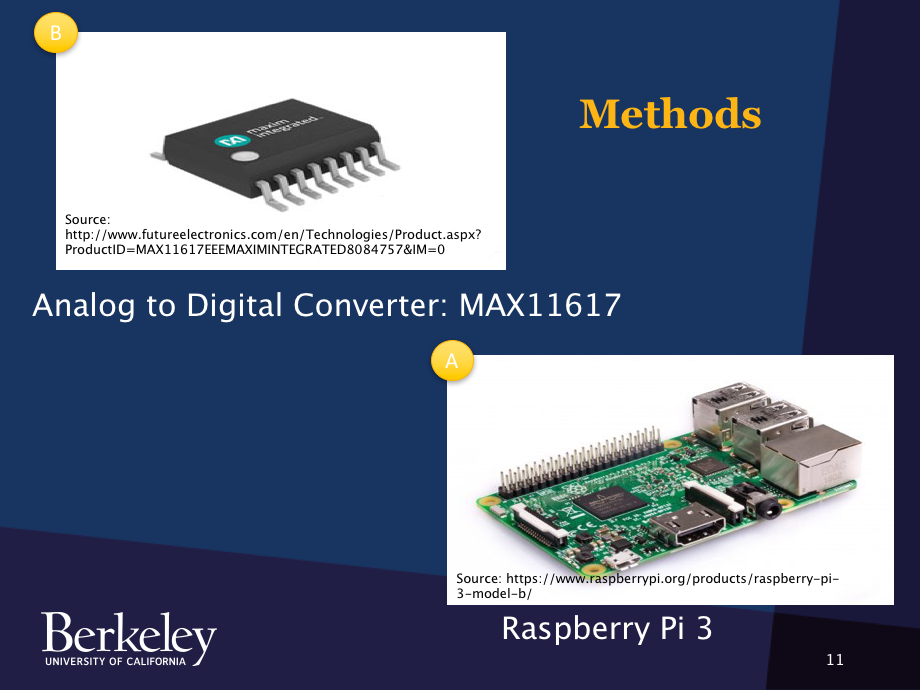 B
Methods
maxim
integrated™
Source:
http://www.futureelectronics.com/en/Technologies/Product.aspx?
ProductID=MAX11617EEEMAXIMINTEGRATED8084757&IM=0
Analog to Digital Converter: MAX11617
A
Source: https://www.raspberrypi.org/products/raspberry-pi-
3-model-b/
Raspberry Pi 3
Berkeley
UNIVERSITY OF CALIFORNIA
11